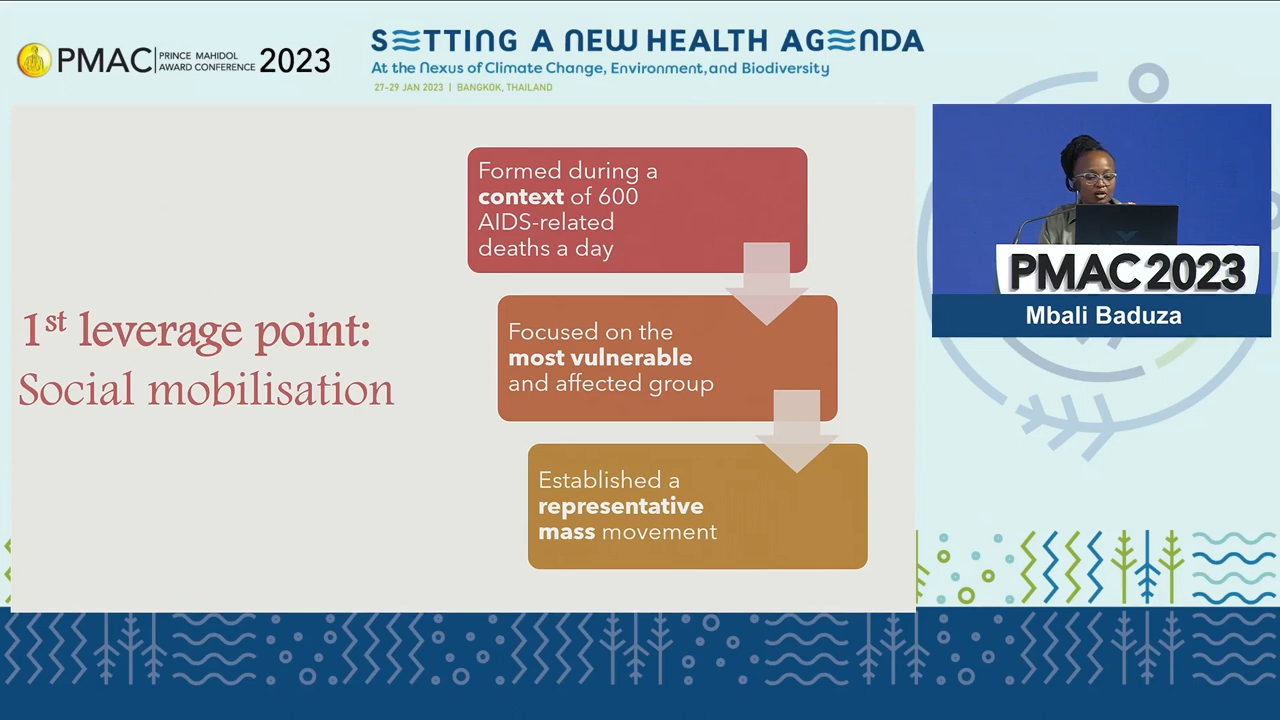 PMAC
PRINCE MAHIDOL
AWARD CONFERENCE
2023
SETTING A NEW HEALTH AGENDA
At the Nexus of Climate Change, Environment, and Biodiversity
27-29 JAN 2023 | BANGKOK, THAILAND
1st leverage point:
Social mobilisation
Formed during a
context of 600
AIDS-related
deaths a day
Focused on the
most vulnerable
and affected group
Established a
representative
mass movement
PMAC 2023
Mbali Baduza